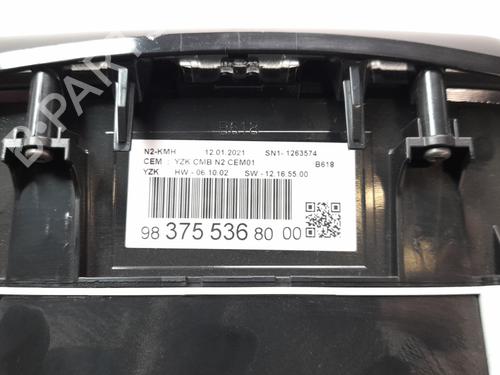 B618
N2-KMH 12.01.2021 SN1- 1263574
CEM : YZK CMB N2 CEM01 B618
YZK HW - 06.10.02 SW - 12.16.55.00
98 375 536 80 00
B-PARTS